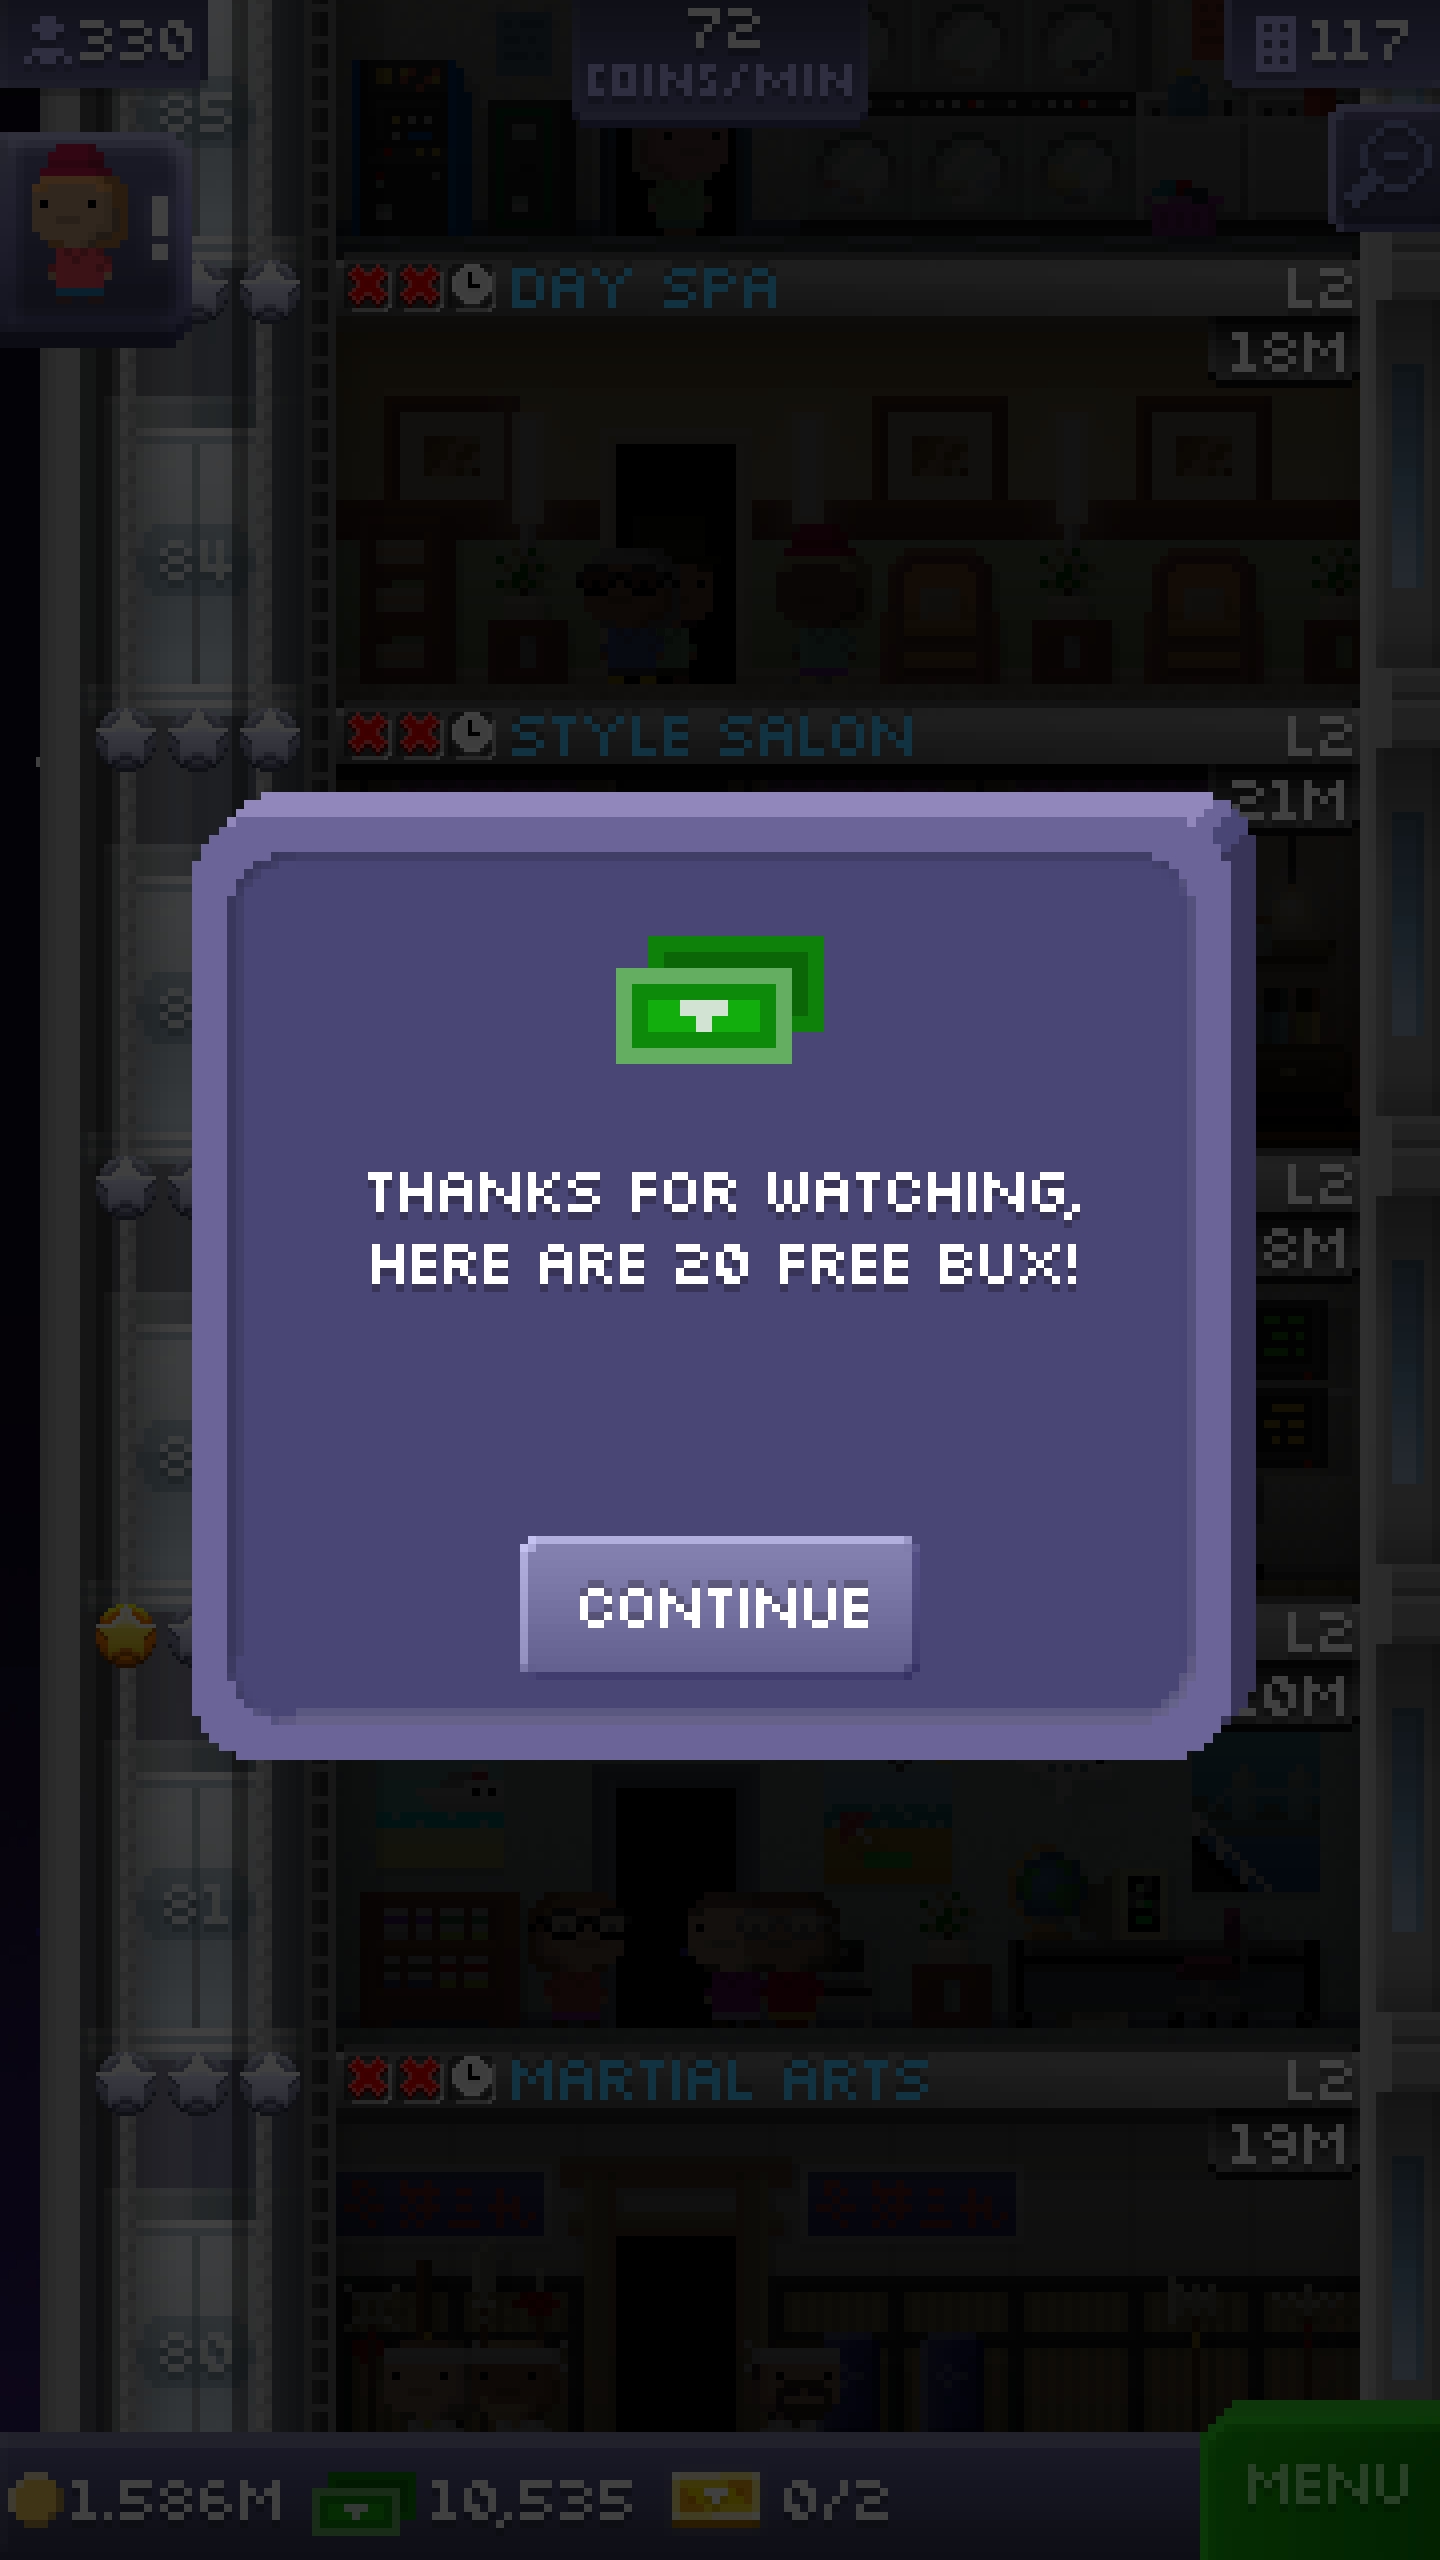 330
72
COINS/MIN
117
85
!
DAY SPA
L2
18M
84
STYLE SALON
L2
21M
THANKS FOR WATCHING,
HERE ARE 20 FREE BUX!
L2
8M
CONTINUE
L2
0M
81
MARTIAL ARTS
L2
19M
80
1.586M
10,535
0/2
MENU